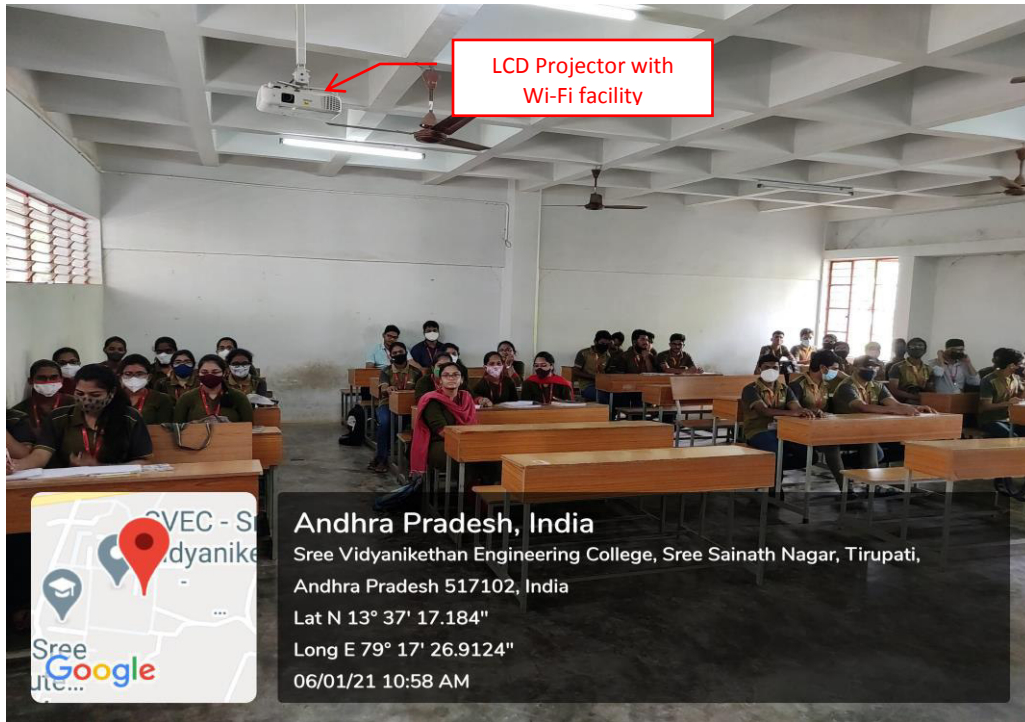 LCD Projector with
Wi-Fi facility
SVEC - S
dyanike
-
...
Sree
ute...
Google
Andhra Pradesh, India
Sree Vidyanikethan Engineering College, Sree Sainath Nagar, Tirupati,
Andhra Pradesh 517102, India
Lat N 13° 37' 17.184"
Long E 79° 17' 26.9124"
06/01/21 10:58 AM